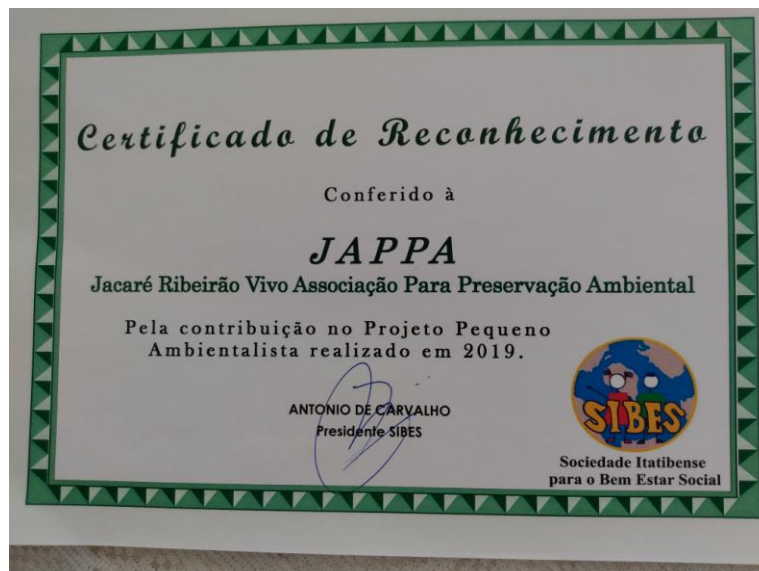 Certificado de Reconhecimento
Conferido à
JAPPA
Jacaré Ribeirão Vivo Associação Para Preservação Ambiental
Pela contribuição no Projeto Pequeno
Ambientalista realizado em 2019.
ANTONIO DE CARVALHO
Presidente SIBES
SIBES
Sociedade Itatibense
para o Bem Estar Social